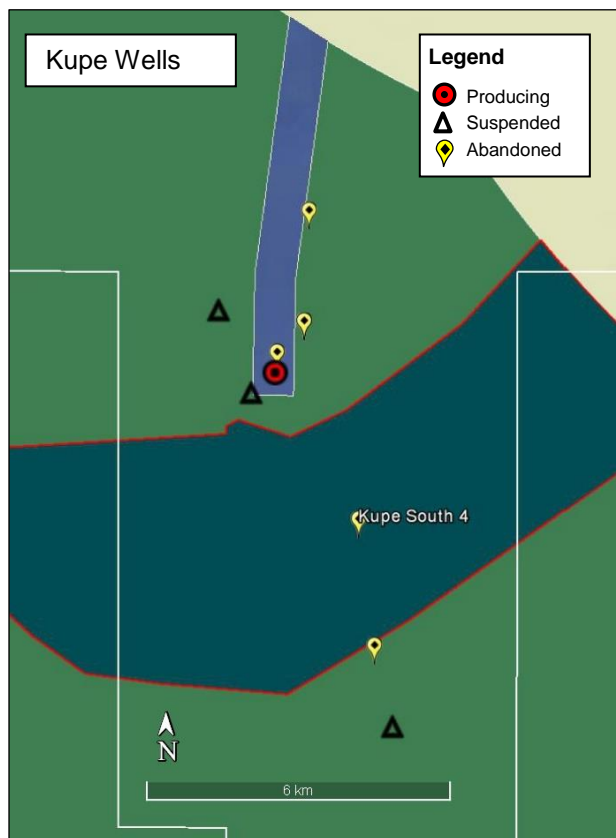 Kupe Wells
Legend
Producing
Suspended
Abandoned
Kupe South 4
N
6 km